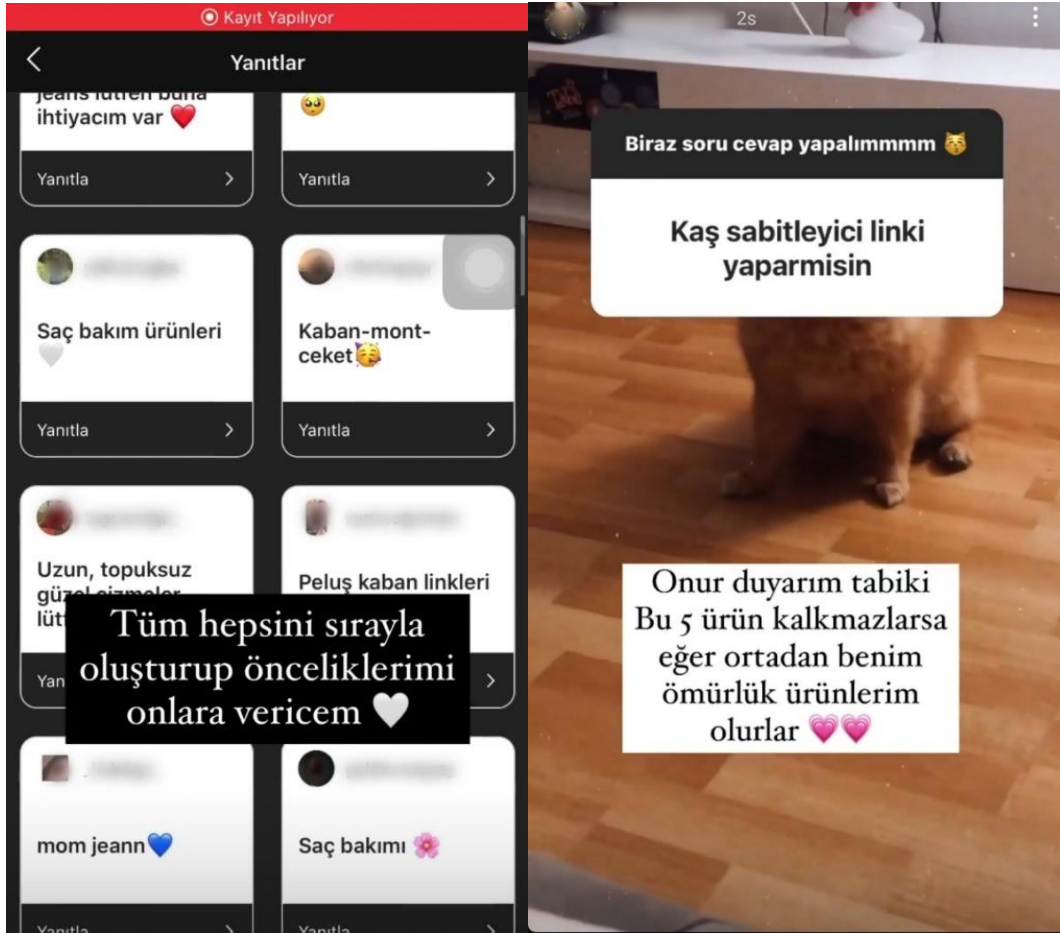 Kayıt Yapılıyor
Yanıtlar
ihtiyacım var ❤️
🥺
Yanıtla
Yanıtla
Saç bakım ürünleri
🤍
Kaban-mont-
ceket🥳
Yanıtla
Yanıtla
Uzun, topuksuz
Peluş kaban linkleri
Tüm hepsini sırayla
oluşturup önceliklerimi
onlara vericem 🤍
mom jeann💙
Saç bakımı 🌸
Yanıtla
Yanıtla
2s
Biraz soru cevap yapalımmmm 😽
Kaş sabitleyici linki
yaparmisin
Onur duyarım tabiki
Bu 5 ürün kalkmazlarsa
eğer ortadan benim
ömürlük ürünlerim
olurlar 💗💗